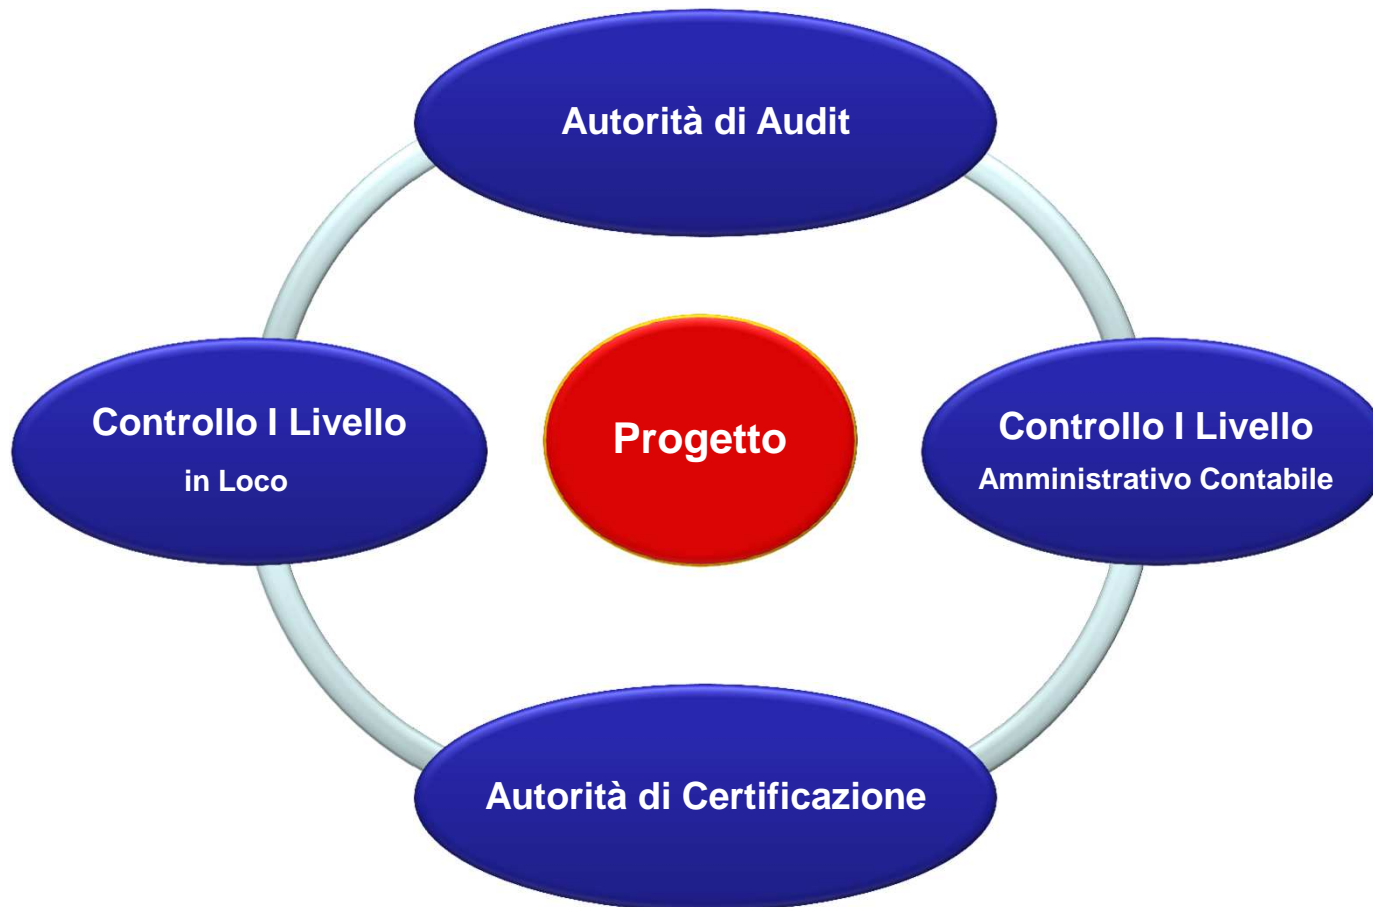 Autorità di Audit
Controllo I Livello
in Loco
Progetto
Controllo I Livello
Amministrativo Contabile
Autorità di Certificazione